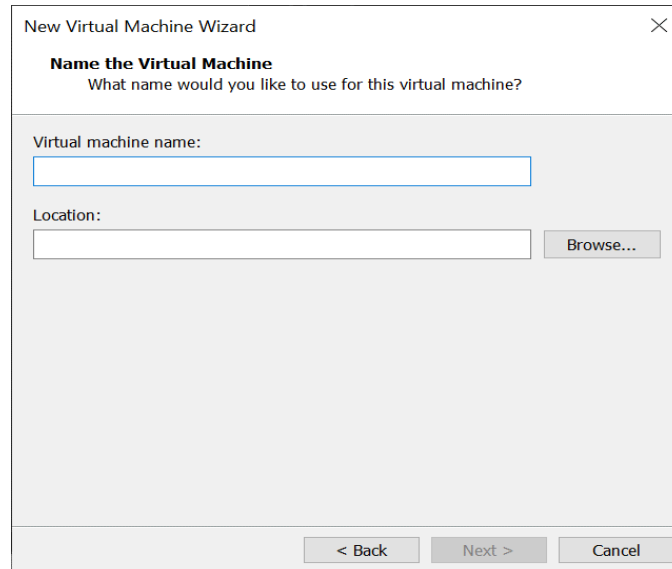 New Virtual Machine Wizard
Name the Virtual Machine
What name would you like to use for this virtual machine?
Virtual machine name:
Location:
Browse...
< Back Next > Cancel